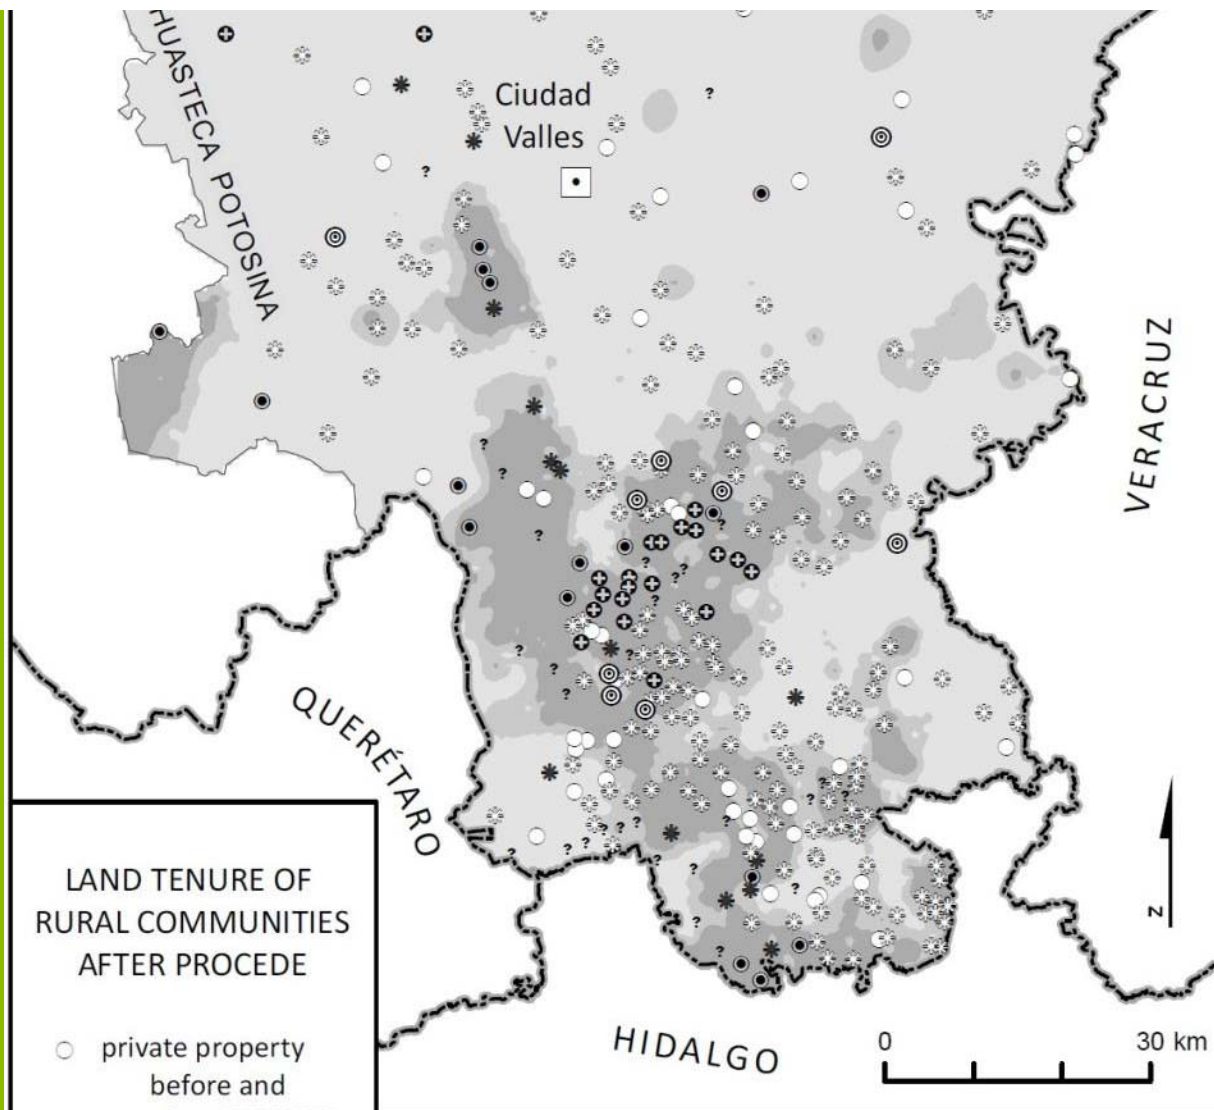 HUASTECA POTOSINA
Ciudad
Valles
VERACRUZ
QUERÉTARO
HIDALGO
z
0 30 km
LAND TENURE OF
RURAL COMMUNITIES
AFTER PROCEDE
private property
before and